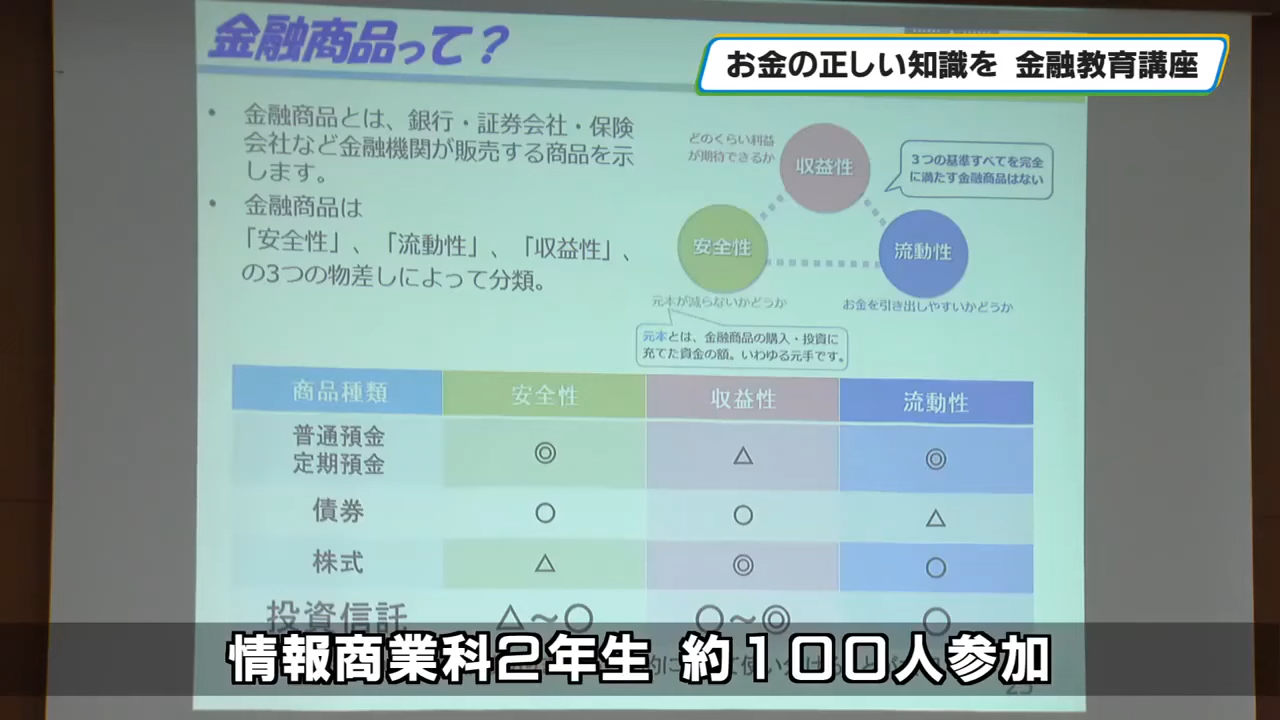 金融商品って？
お金の正しい知識を 金融教育講座
• 金融商品とは、銀行・証券会社・保険
会社など金融機関が販売する商品を示
します。
• 金融商品は
「安全性」、「流動性」、「収益性」、
の3つの物差しによって分類。
どのくらい利益
が期待できるか
収益性
３つの基準すべてを完全
に満たす金融商品はない
安全性
流動性
元本が減らないかどうか
お金を引き出しやすいかどうか
元本とは、金融商品の購入・投資に
充てた資金の額。いわゆる元手です。
商品種類 安全性 収益性 流動性
普通預金
定期預金 ◎ △ ◎
債券 ○ ○ △
株式 △ ◎ ○
投資信託 △～○ ○～◎ ○
情報商業科２年生 約１００人参加